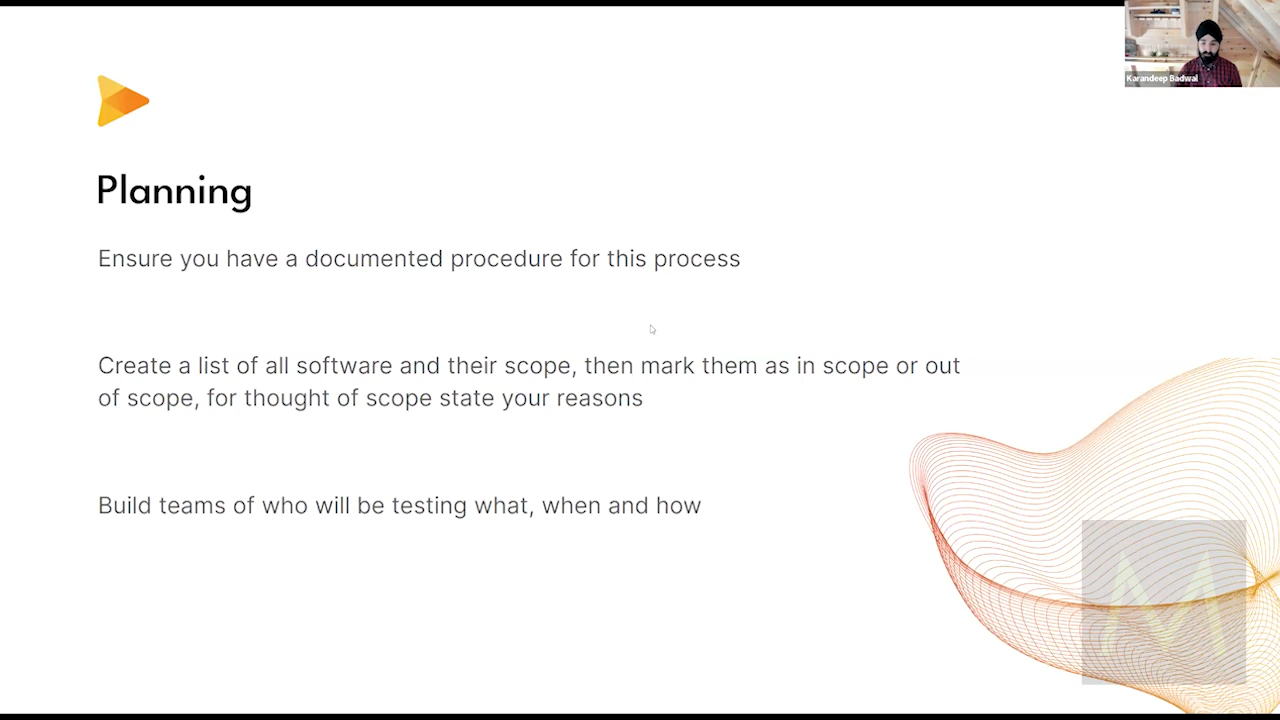 Karandeep Badwal
Planning
Ensure you have a documented procedure for this process
Create a list of all software and their scope, then mark them as in scope or out
of scope, for thought of scope state your reasons
Build teams of who will be testing what, when and how
M